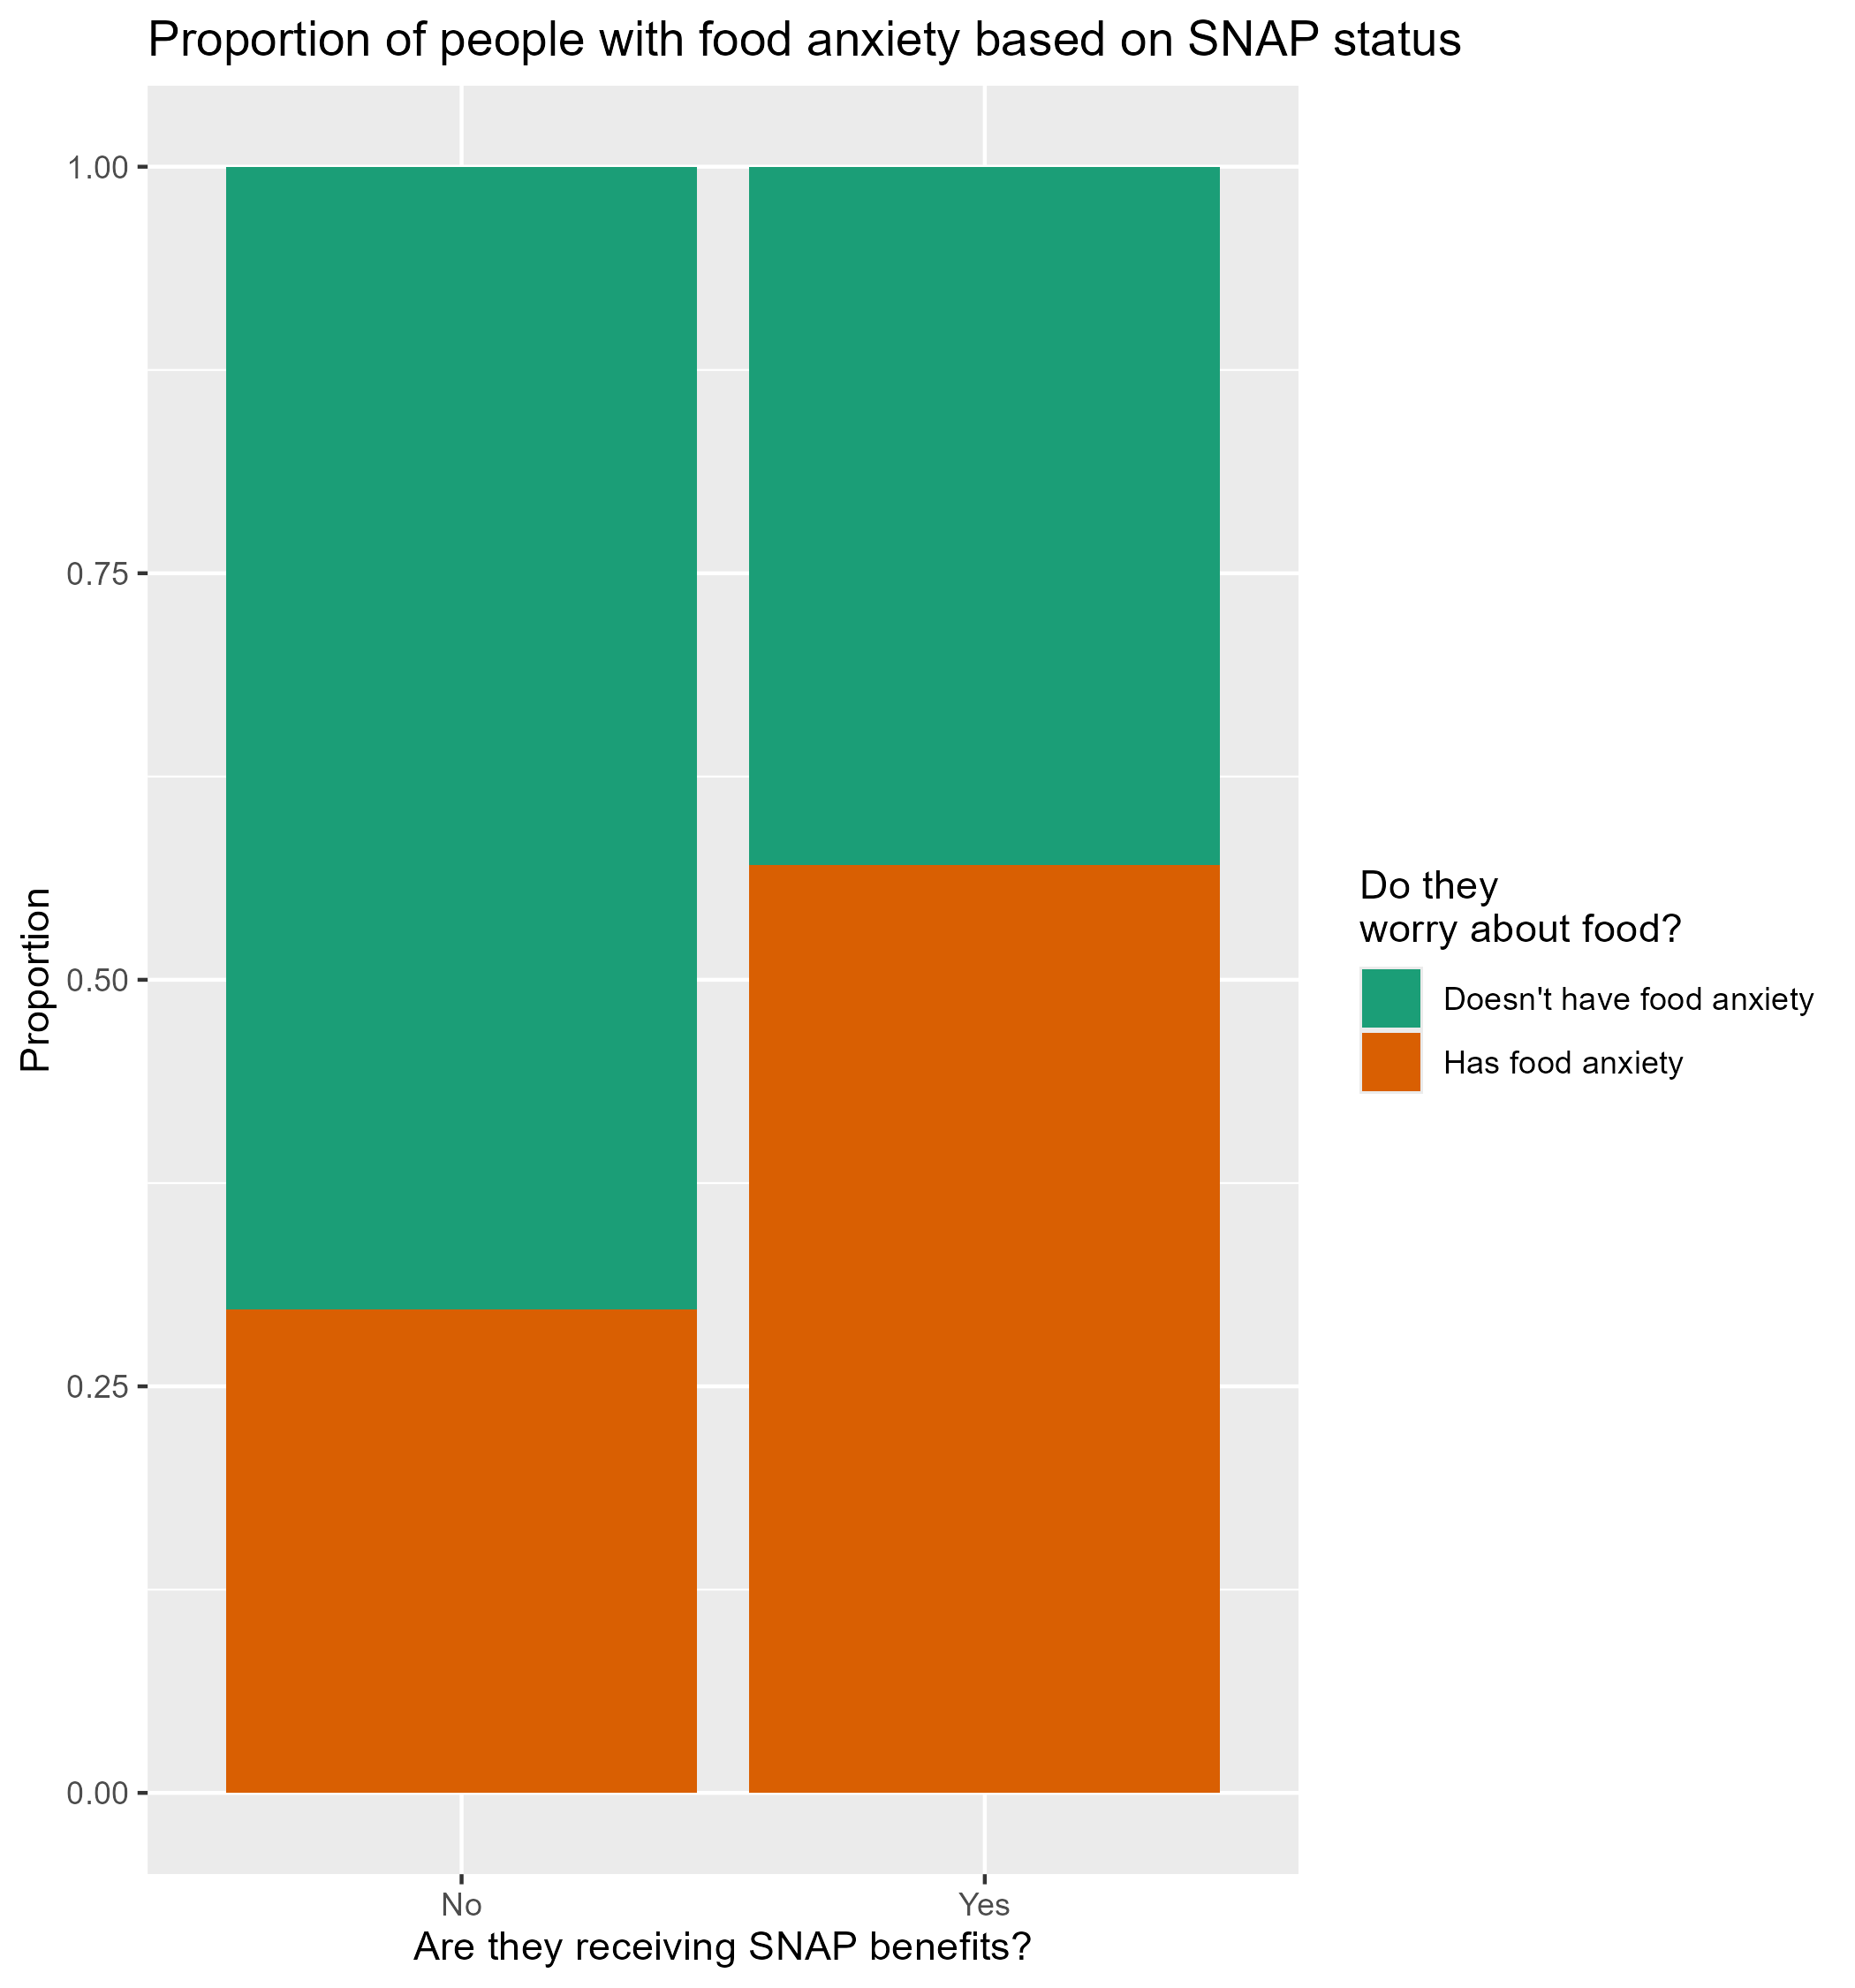 Proportion of people with food anxiety based on SNAP status
1.00
0.75
0.50
0.25
0.00
Proportion
No
Yes
Are they receiving SNAP benefits?
Do they
worry about food?
Doesn't have food anxiety
Has food anxiety